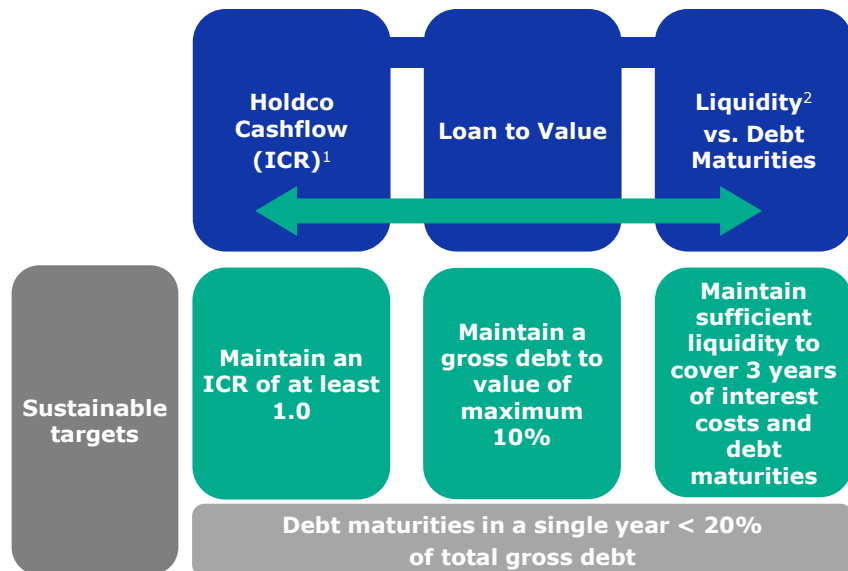 Holdco
Cashflow
(ICR)¹
Loan to Value
Liquidity²
vs. Debt
Maturities
Sustainable
targets
Maintain an
ICR of at least
1.0
Maintain a
gross debt to
value of
maximum
10%
Maintain
sufficient
liquidity to
cover 3 years
of interest
costs and
debt
maturities
Debt maturities in a single year < 20%
of total gross debt